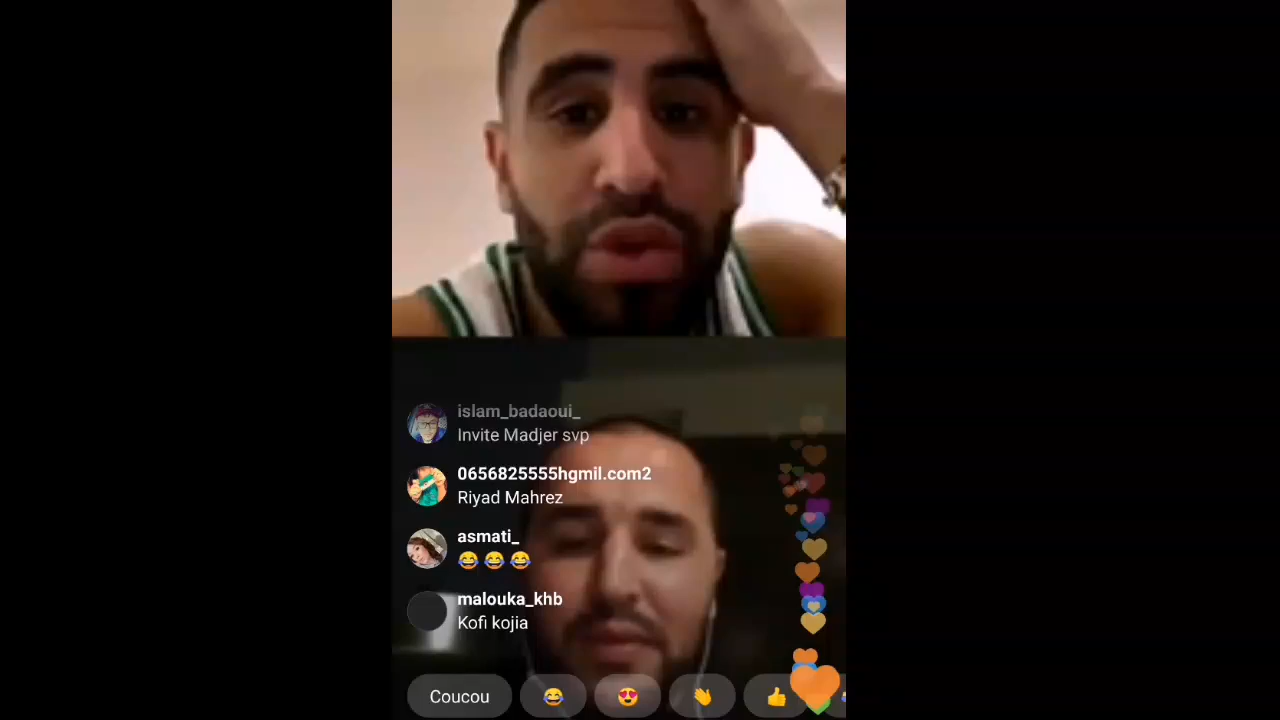 islam_badaoui_
Invite Madjer svp
0656825555hgmil.com2
Riyad Mahrez
asmati_
😂😂😂
malouka_khb
Kofi kojia
Coucou